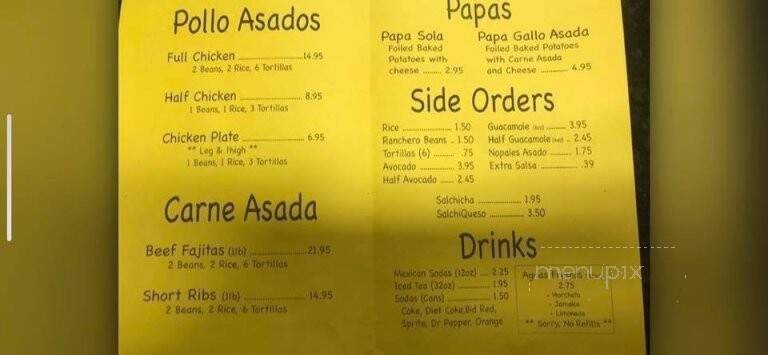 Pollo Asados
Full Chicken ........................14.95
2 Beans, 2 Rice, 6 Tortillas
Half Chicken ...................... 8.95
1 Beans, 1 Rice, 3 Tortillas
Chicken Plate ...................... 6.95
** Leg & thigh **
1 Beans, 1 Rice, 3 Tortillas
Carne Asada
Beef Fajitas (1lb) ....................21.95
2 Beans, 2 Rice, 6 Tortillas
Short Ribs (1lb) ...................... 14.95
2 Beans, 2 Rice, 6 Tortillas
Papas
Papa Sola
Foiled Baked
Potatoes with
cheese ........ 2.95
Papa Gallo Asada
Foiled Baked Potatoes
with Carne Asada
and Cheese ........... 4.95
Side Orders
Rice .................. 1.50
Ranchero Beans .. 1.50
Tortillas (6) .......... .75
Avocado ............. 3.95
Half Avocado ...... 2.45
Guacamole ......... 3.95
Half Guacamole .. 2.45
Nopales Asado ......... 1.75
Extra Salsa ............... .39
Salchicha .................. 1.95
SalchiQueso .............. 3.50
Drinks
Mexican Sodas (12oz) ... 2.25
Iced Tea (32oz) ............. 1.95
Sodas (Cans) ................ 1.50
Coke, Diet Coke, Big Red,
Sprite, Dr Pepper, Orange
Aguas Frescas
2.75
- Horchata
- Jamaica
- Limonada
** Sorry, No Refills **
menupix